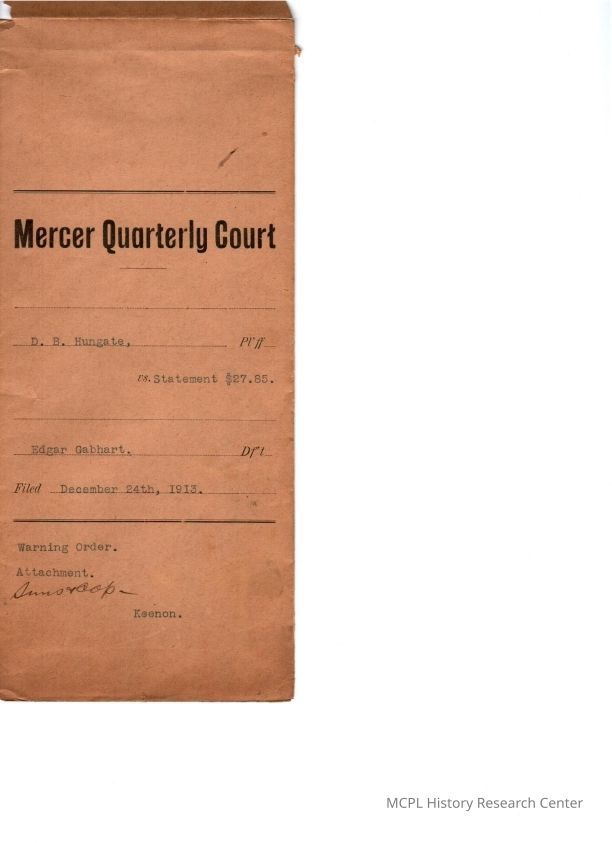 Mercer Quarterly Court
D. B. Hungate, Pl'ff
vs. Statement $27.85.
Edgar Gabhart. Df't
Filed December 24th, 1913.
Warning Order.
Attachment.
Keenon.
MCPL History Research Center